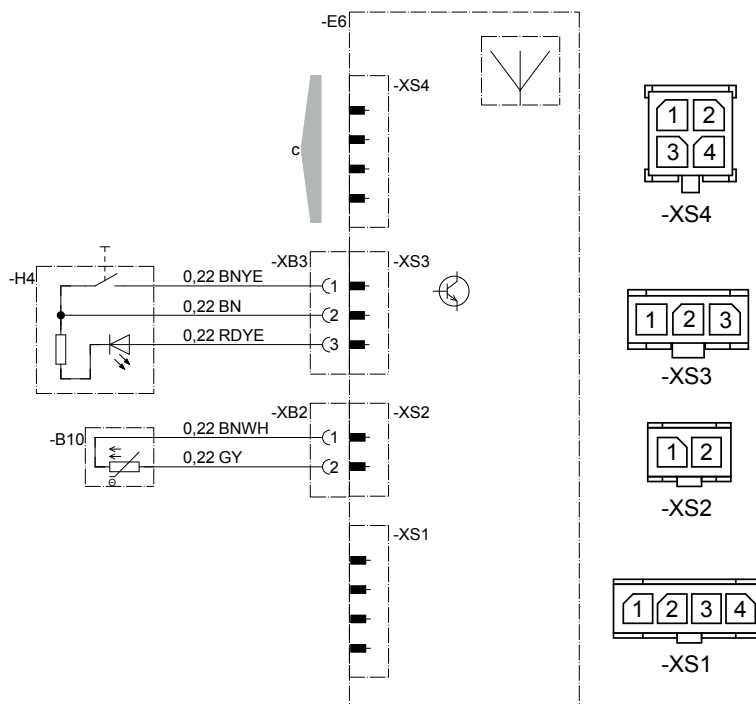 -E6
-XS4
c
1 2
3 4
-XS4
-XB3
-XS3
-H4
0,22 BNYE
1
0,22 BN
2
0,22 RDYE
3
1 2 3
-XS3
-XB2
-XS2
-B10
0,22 BNWH
1
0,22 GY
2
1 2
-XS2
-XS1
1 2 3 4
-XS1